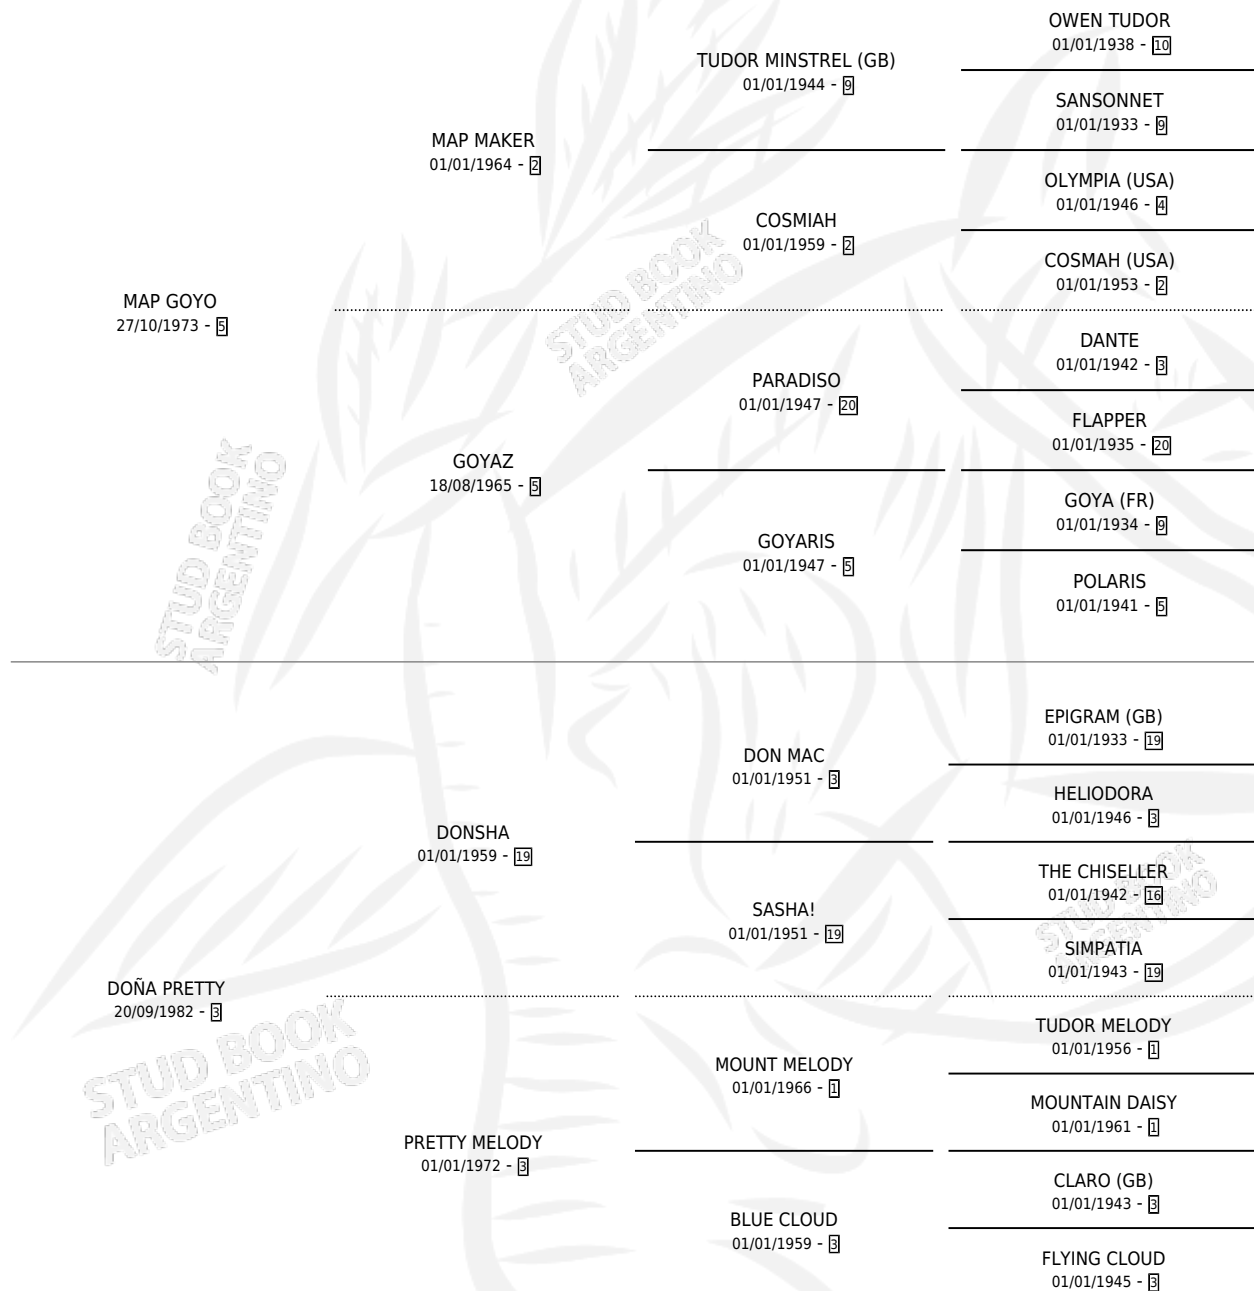 OWEN TUDOR
01/01/1938 - 10
TUDOR MINSTREL (GB)
01/01/1944 - 9
SANSONNET
01/01/1933 - 9
MAP MAKER
01/01/1964 - 2
OLYMPIA (USA)
01/01/1946 - 4
COSMIAH
01/01/1959 - 2
COSMAH (USA)
01/01/1953 - 2
MAP GOYO
27/10/1973 - 5
STUD BOOK
ARGENTINO
DANTE
01/01/1942 - 3
PARADISO
01/01/1947 - 20
FLAPPER
01/01/1935 - 20
GOYAZ
18/08/1965 - 5
GOYA (FR)
01/01/1934 - 9
GOYARIS
01/01/1947 - 5
POLARIS
01/01/1941 - 5
STUD BOOK
ARGENTINO
EPIGRAM (GB)
01/01/1933 - 19
DON MAC
01/01/1951 - 3
HELIODORA
01/01/1946 - 3
DONSHA
01/01/1959 - 19
THE CHISELLER
01/01/1942 - 16
SASHA!
01/01/1951 - 19
SIMPATIA
01/01/1943 - 19
STUD BOOK
ARGENTINO
DOÑA PRETTY
20/09/1982 - 3
STUD BOOK
ARGENTINO
TUDOR MELODY
01/01/1956 - 1
MOUNT MELODY
01/01/1966 - 1
MOUNTAIN DAISY
01/01/1961 - 1
PRETTY MELODY
01/01/1972 - 3
CLARO (GB)
01/01/1943 - 3
BLUE CLOUD
01/01/1959 - 3
FLYING CLOUD
01/01/1945 - 3